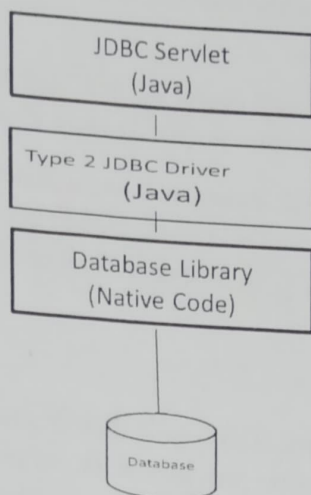 JDBC Servlet
(Java)
Type 2 JDBC Driver
(Java)
Database Library
(Native Code)
Database